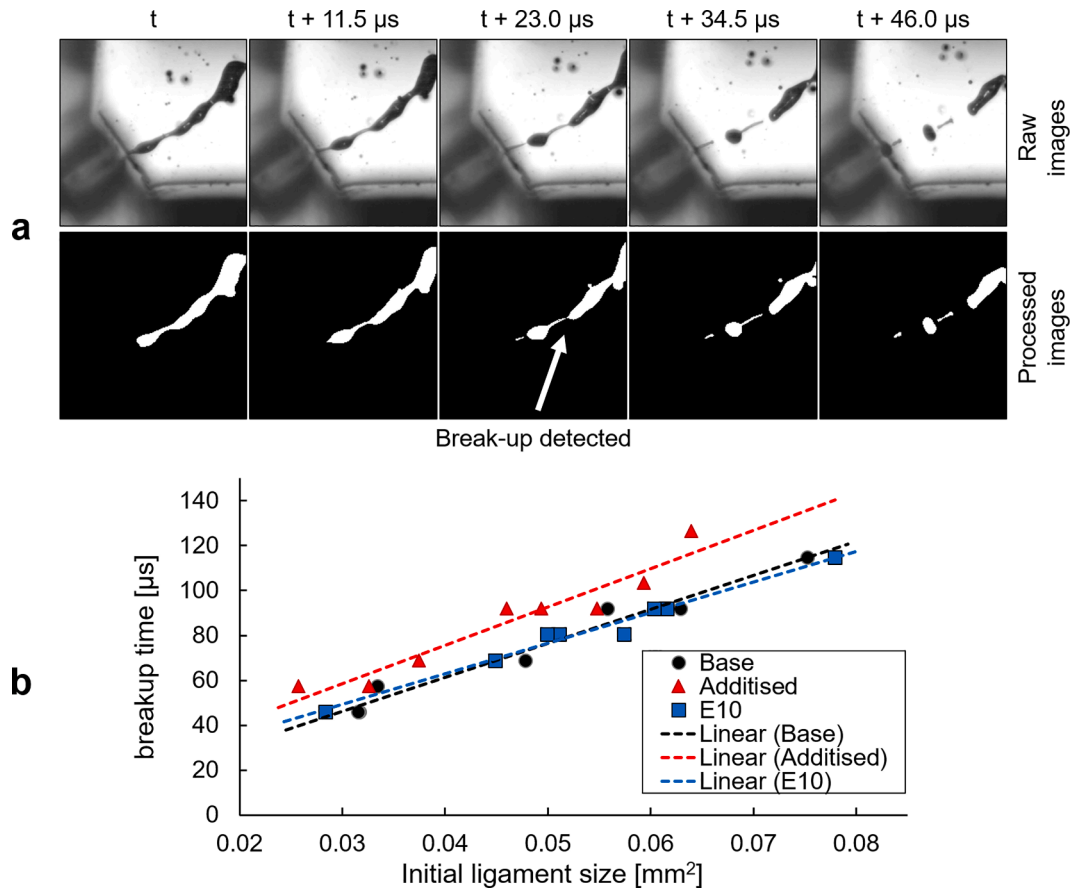 t
t + 11.5 µs
t + 23.0 µs
t + 34.5 µs
t + 46.0 µs
Raw
images
a
Processed
images
Break-up detected
b
breakup time [µs]
140
120
100
80
60
40
20
0
Base
Additised
E10
Linear (Base)
Linear (Additised)
Linear (E10)
0.02
0.03
0.04
0.05
0.06
0.07
0.08
Initial ligament size [mm²]